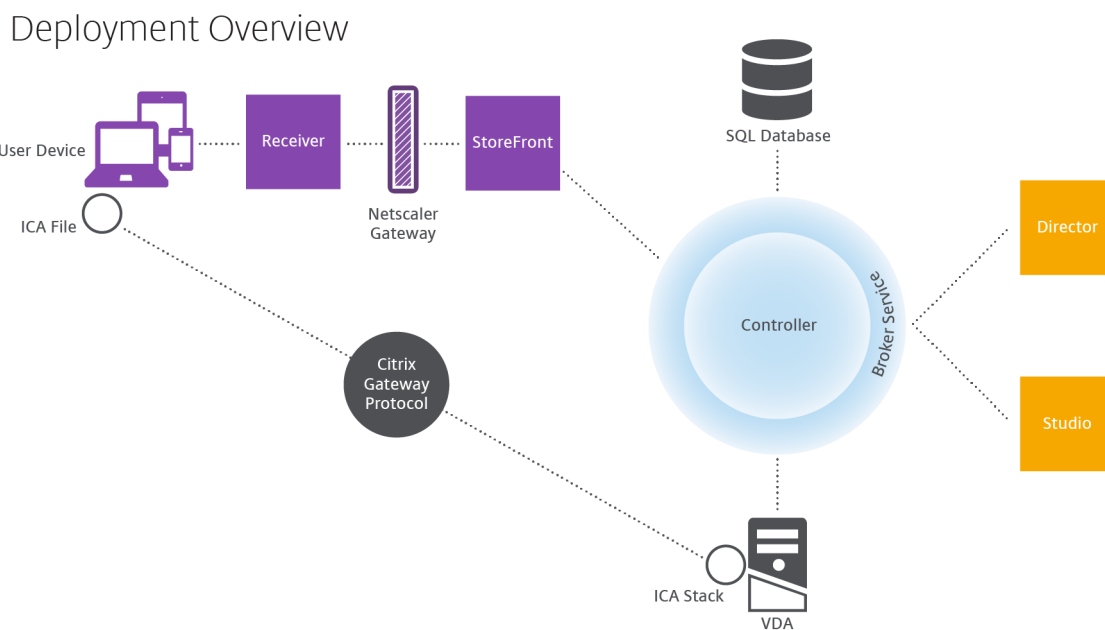 Deployment Overview
SQL Database
User Device
Receiver
StoreFront
Netscaler
Gateway
ICA File
Director
Controller
Broker Service
Citrix
Gateway
Protocol
Studio
ICA Stack
VDA